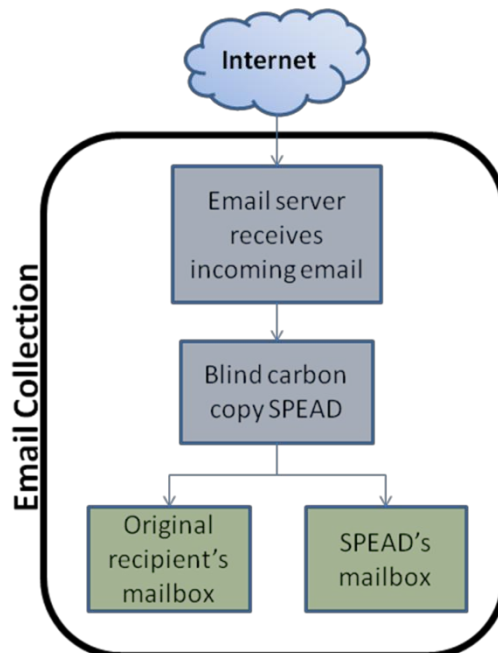 Internet
Email Collection
Email server
receives
incoming email
Blind carbon
copy SPEAD
Original
recipient's
mailbox
SPEAD's
mailbox